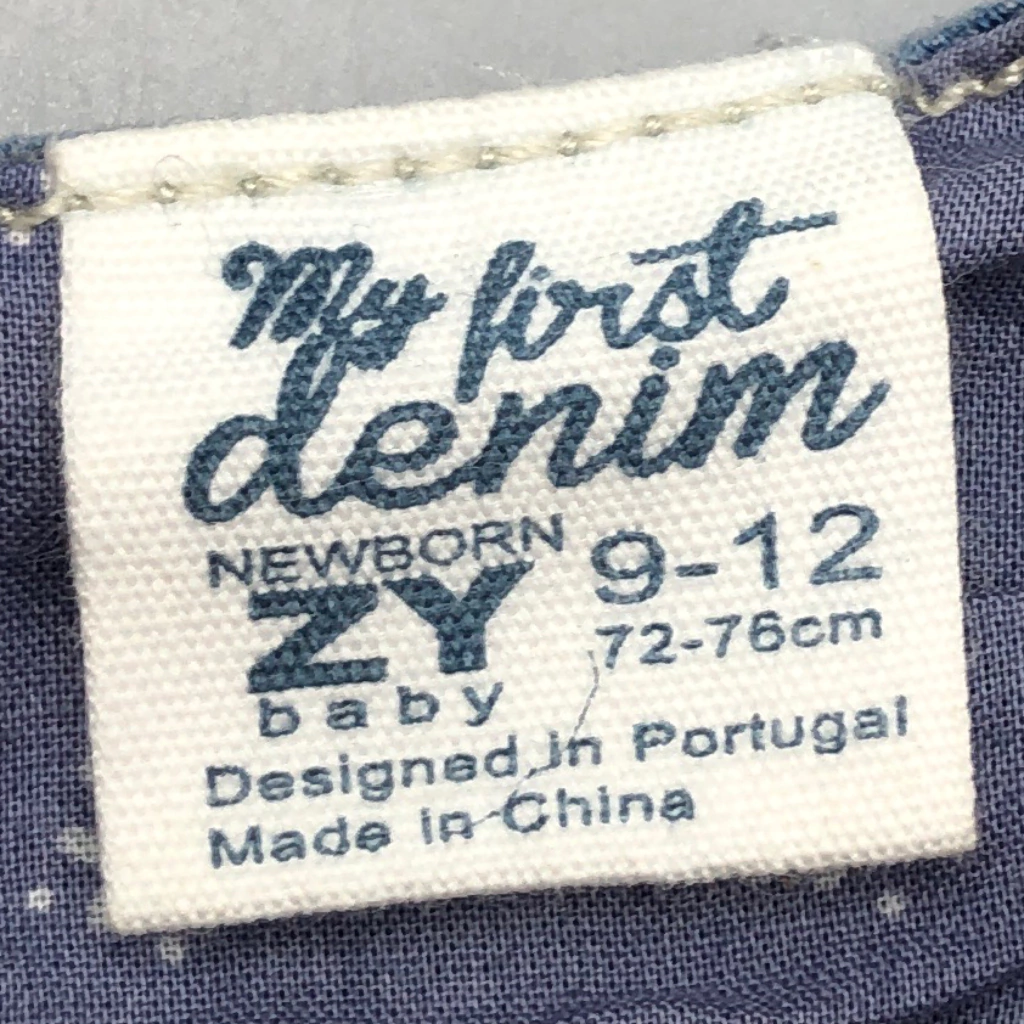 My first
denim
NEWBORN
ZY
baby
9-12
72-76cm
Designed in Portugal
Made in China